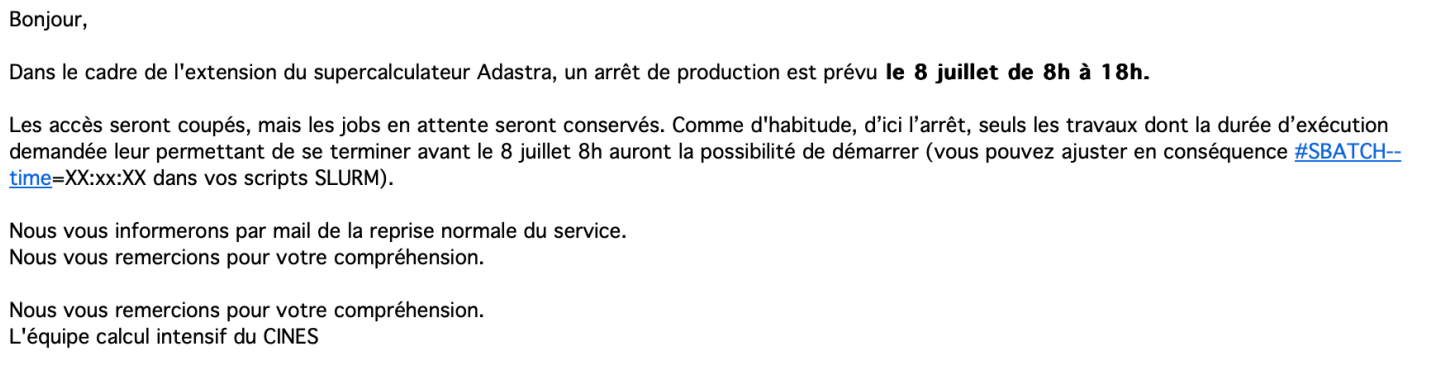 Bonjour,
Dans le cadre de l'extension du supercalculateur Adastra, un arrêt de production est prévu le 8 juillet de 8h à 18h.
Les accès seront coupés, mais les jobs en attente seront conservés. Comme d'habitude, d’ici l’arrêt, seuls les travaux dont la durée d’exécution
demandée leur permettant de se terminer avant le 8 juillet 8h auront la possibilité de démarrer (vous pouvez ajuster en conséquence #SBATCH--
time=XX:xx:XX dans vos scripts SLURM).
Nous vous informerons par mail de la reprise normale du service.
Nous vous remercions pour votre compréhension.
Nous vous remercions pour votre compréhension.
L'équipe calcul intensif du CINES